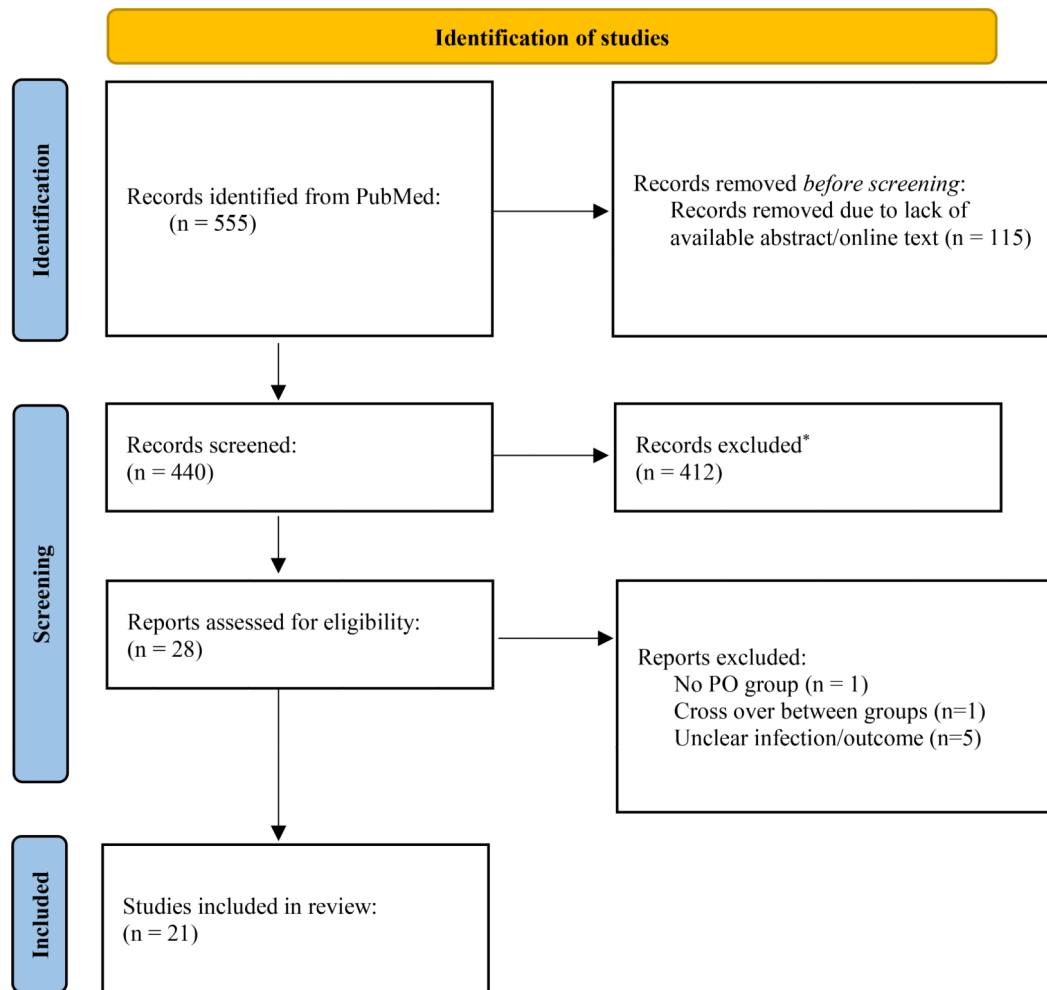 Identification of studies
Identification
Records identified from PubMed:
(n = 555)
Records removed before screening:
Records removed due to lack of
available abstract/online text (n = 115)
Screening
Records screened:
(n = 440)
Records excluded*
(n = 412)
Reports assessed for eligibility:
(n = 28)
Reports excluded:
No PO group (n = 1)
Cross over between groups (n=1)
Unclear infection/outcome (n=5)
Included
Studies included in review:
(n = 21)